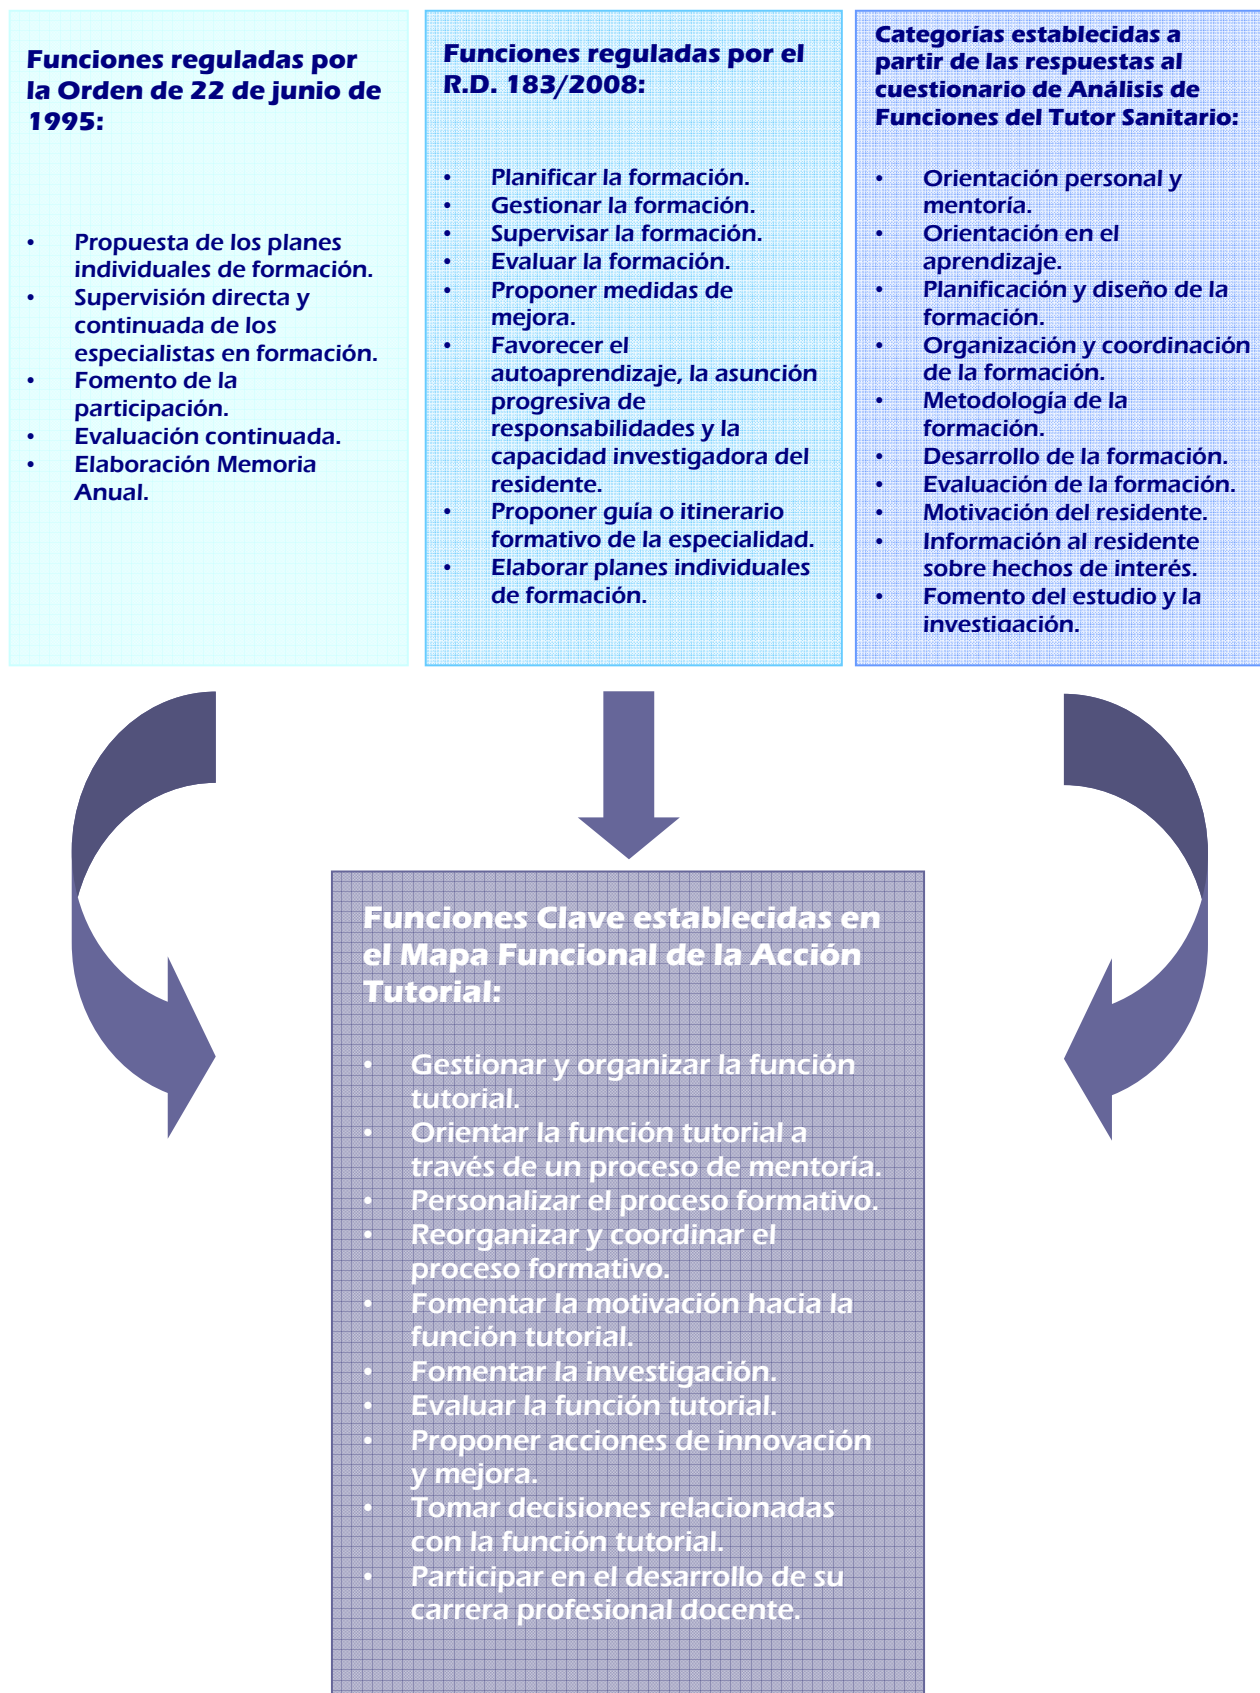 Funciones reguladas por
la Orden de 22 de junio de
1995:
• Propuesta de los planes
individuales de formación.
• Supervisión directa y
continuada de los
especialistas en formación.
• Fomento de la
participación.
• Evaluación continuada.
• Elaboración Memoria
Anual.
Funciones reguladas por el
R.D. 183/2008:
• Planificar la formación.
• Gestionar la formación.
• Supervisar la formación.
• Evaluar la formación.
• Proponer medidas de
mejora.
• Favorecer el
autoaprendizaje, la asunción
progresiva de
responsabilidades y la
capacidad investigadora del
residente.
• Proponer guía o itinerario
formativo de la especialidad.
• Elaborar planes individuales
de formación.
Categorías establecidas a
partir de las respuestas al
cuestionario de Análisis de
Funciones del Tutor Sanitario:
• Orientación personal y
mentoría.
• Orientación en el
aprendizaje.
• Planificación y diseño de la
formación.
• Organización y coordinación
de la formación.
• Metodología de la
formación.
• Desarrollo de la formación.
• Evaluación de la formación.
• Motivación del residente.
• Información al residente
sobre hechos de interés.
• Fomento del estudio y la
investigación.
Funciones Clave establecidas en
el Mapa Funcional de la Acción
Tutorial:
• Gestionar y organizar la función
tutorial.
• Orientar la función tutorial a
través de un proceso de mentoría.
• Personalizar el proceso formativo.
• Reorganizar y coordinar el
proceso formativo.
• Fomentar la motivación hacia la
función tutorial.
• Fomentar la investigación.
• Evaluar la función tutorial.
• Proponer acciones de innovación
y mejora.
• Tomar decisiones relacionadas
con la función tutorial.
• Participar en el desarrollo de su
carrera profesional docente.